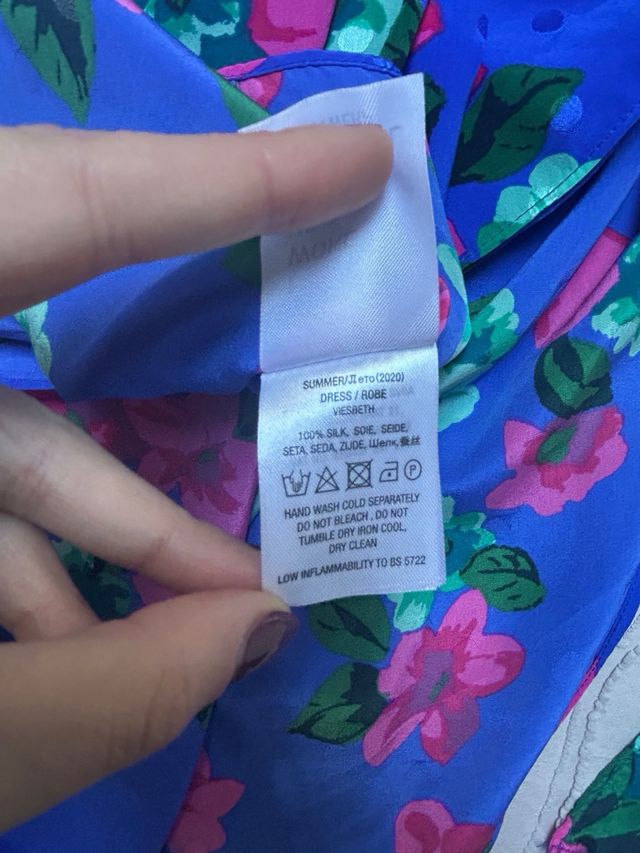 SUMMER/Лето(2020)
DRESS / ROBE
VIESBETH
100% SILK, SOIE, SEIDE,
SETA, SEDA, ZIJDE, Шелк,蚕丝
HAND WASH COLD SEPARATELY
DO NOT BLEACH , DO NOT
TUMBLE DRY IRON COOL,
DRY CLEAN
LOW INFLAMMABILITY TO BS 5722